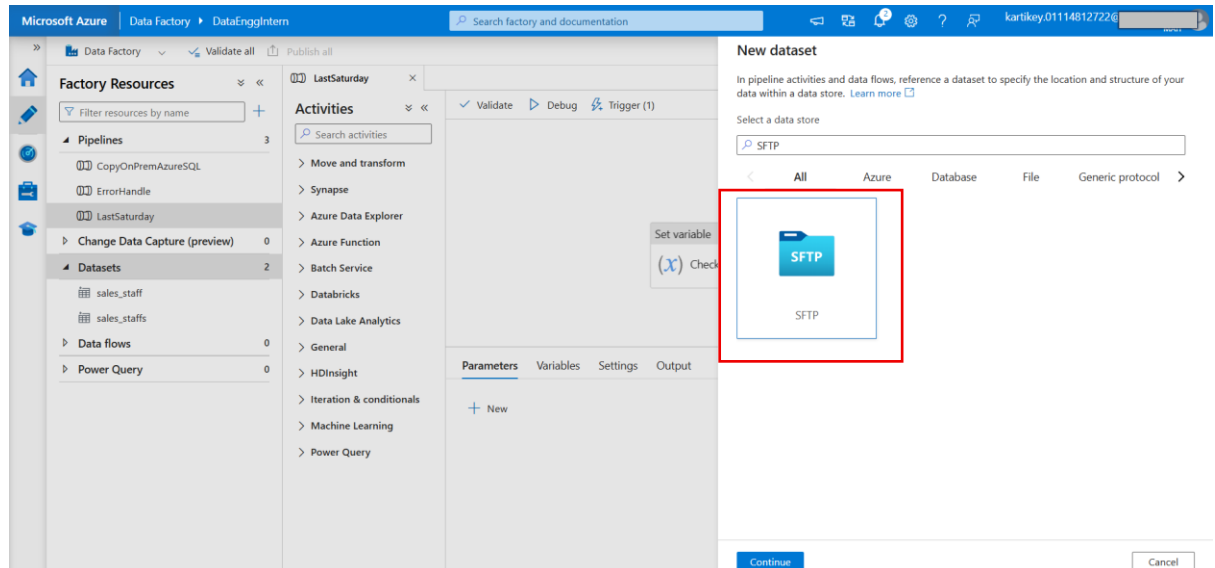 Microsoft Azure
Data Factory
DataEnggIntern
Search factory and documentation
2
kartikey.01114812722@
Data Factory
Validate all
Publish all
Factory Resources
Filter resources by name
Pipelines 3
CopyOnPremAzureSQL
ErrorHandle
LastSaturday
Change Data Capture (preview) 0
Datasets 2
sales_staff
sales_staffs
Data flows 0
Power Query 0
LastSaturday
Activities
Search activities
Move and transform
Synapse
Azure Data Explorer
Azure Function
Batch Service
Databricks
Data Lake Analytics
General
HDInsight
Iteration & conditionals
Machine Learning
Power Query
Validate Debug Trigger (1)
Set variable
(x) Check
Parameters Variables Settings Output
New
New dataset
In pipeline activities and data flows, reference a dataset to specify the location and structure of your
data within a data store. Learn more
Select a data store
SFTP
All Azure Database File Generic protocol
SFTP
SFTP
Continue
Cancel